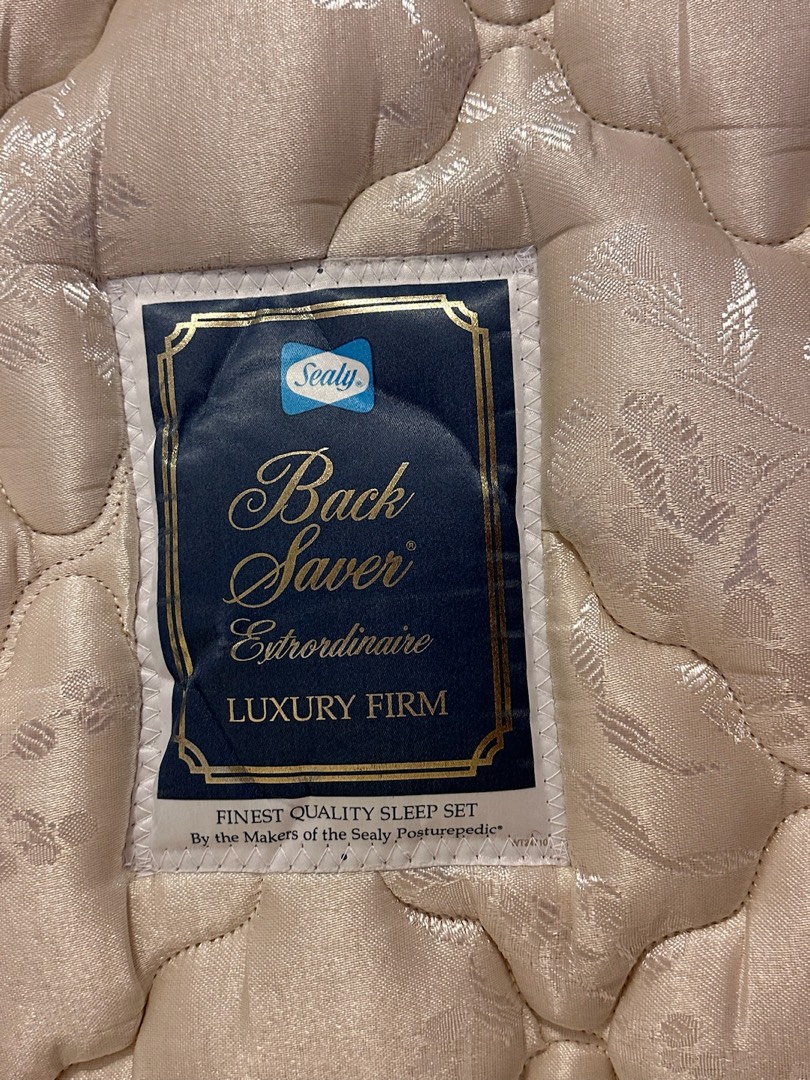 Sealy®
Back
Saver®
Extrordinaire
LUXURY FIRM
FINEST QUALITY SLEEP SET
By the Makers of the Sealy Posturepedic®